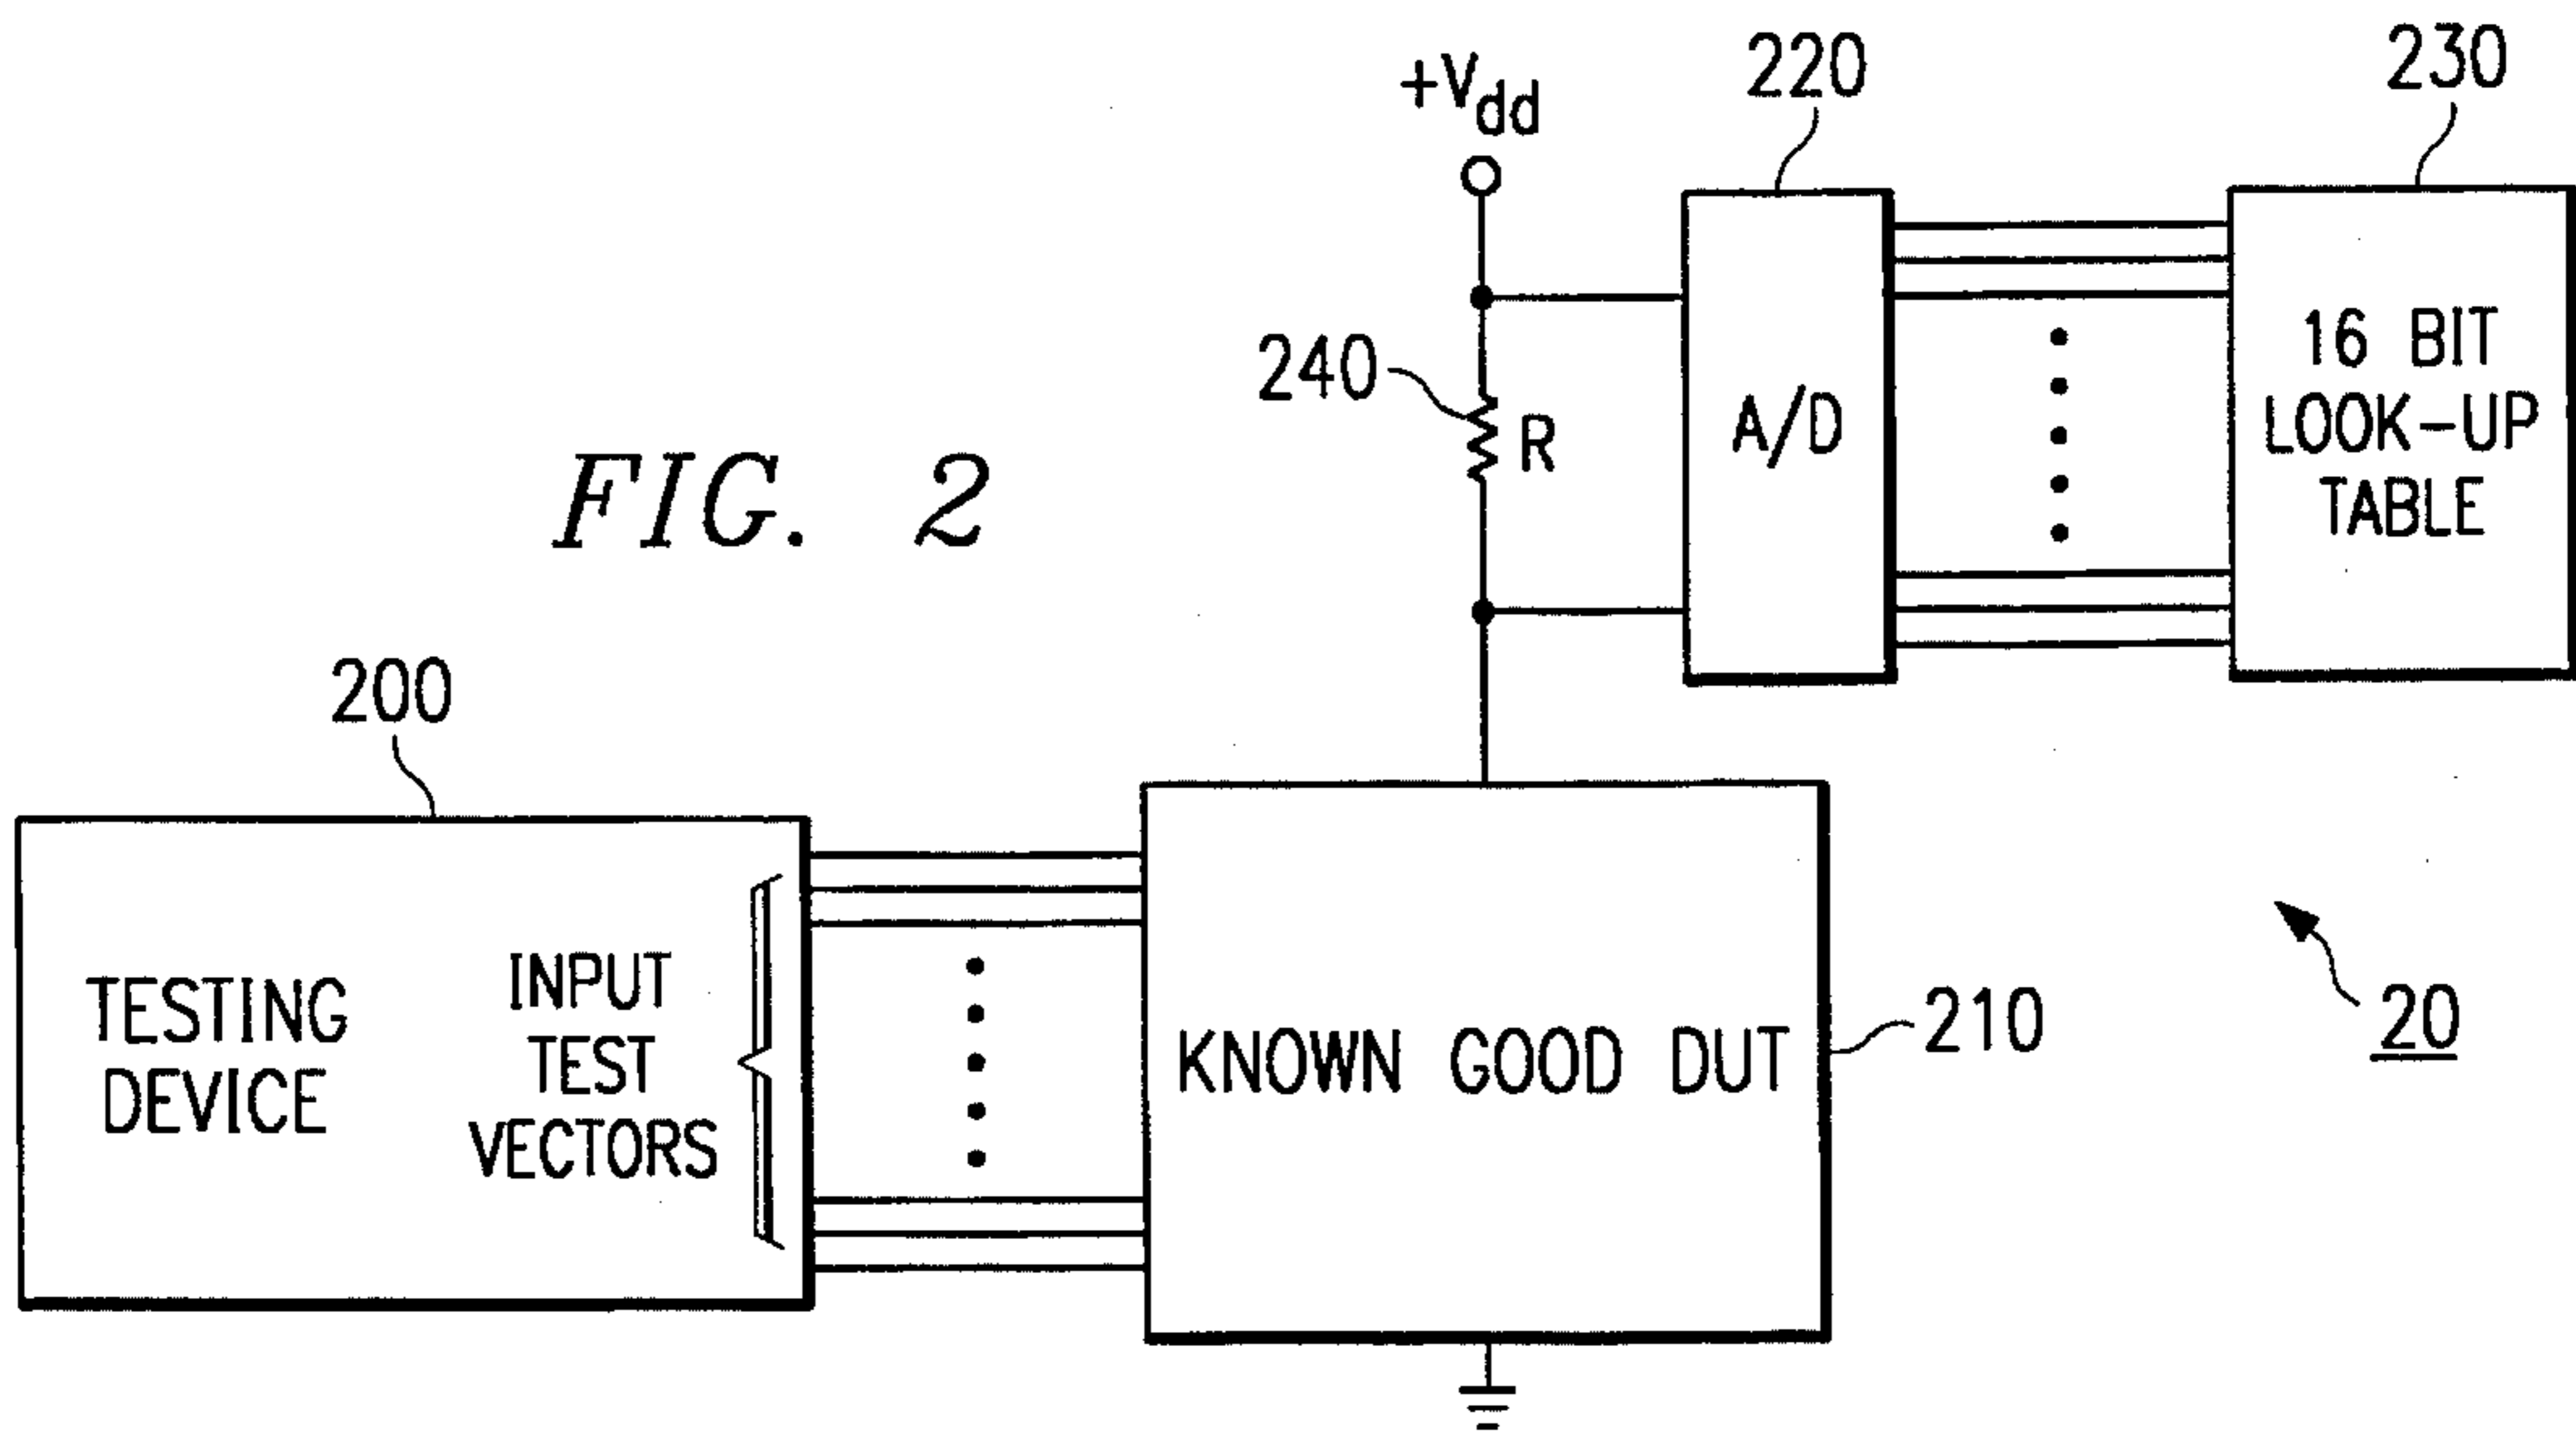 220
230
+Vdd
240
R
A/D
16 BIT
LOOK-UP
TABLE
FIG. 2
200
TESTING
DEVICE
INPUT
TEST
VECTORS
KNOWN GOOD DUT
210
20